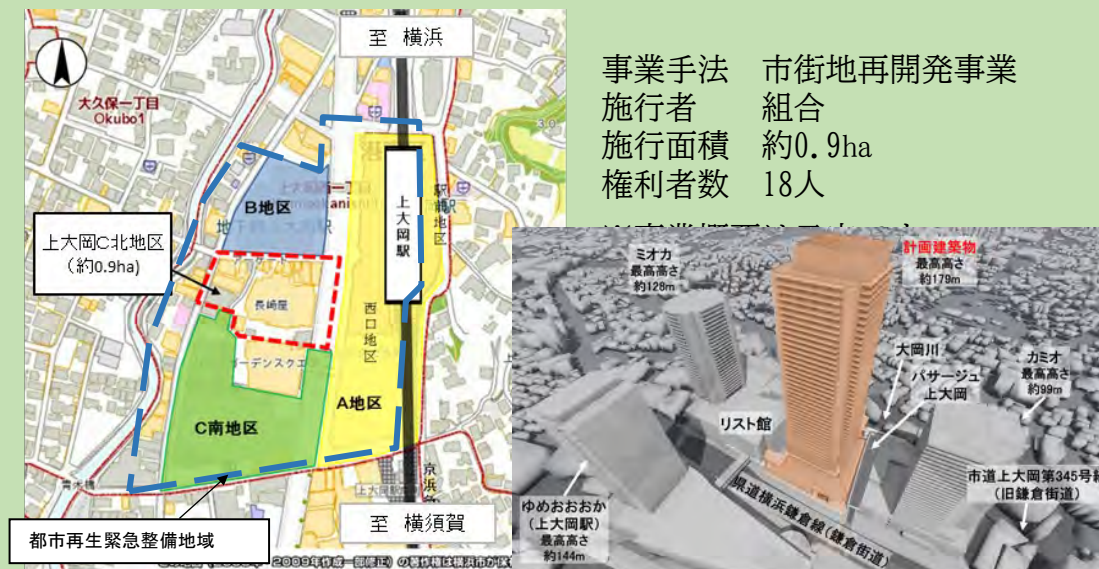 至 横浜
大久保一丁目
Okubo1
B地区
上大岡C北地区
(約0.9ha)
長崎屋
上大岡駅
西口地区
A地区
C南地区
青木橋
至 横須賀
都市再生緊急整備地域
事業手法 市街地再開発事業
施行者 組合
施行面積 約0.9ha
権利者数 18人
ミオカ
最高高さ
約128m
計画建築物
最高高さ
約179m
大岡川
パサージュ
上大岡
カミオ
最高高さ
約99m
リスト館
市道上大岡第345号線
(旧鎌倉街道)
県道横浜鎌倉線(鎌倉街道)
ゆめおおおか
(上大岡駅)
最高高さ
約144m